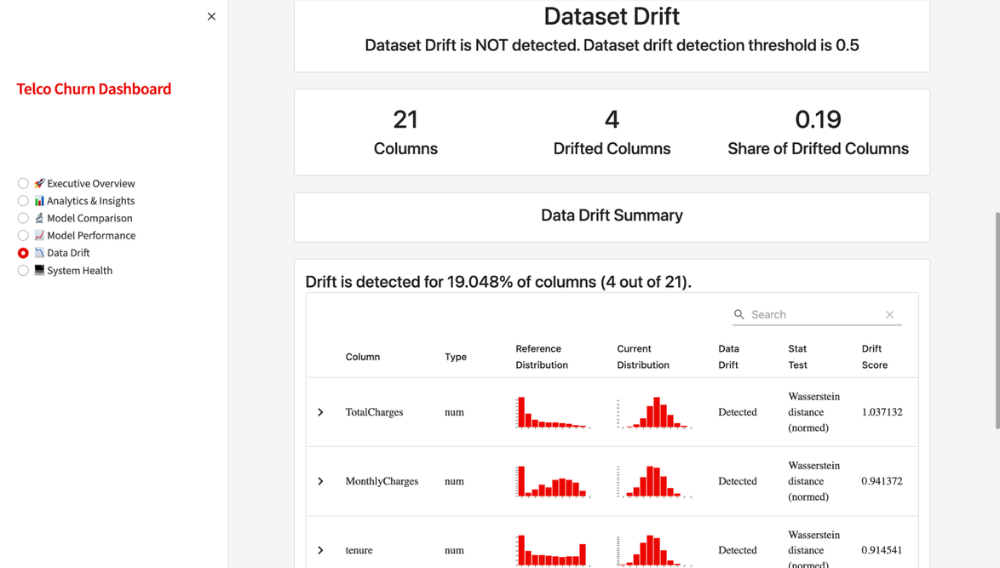 ×
Telco Churn Dashboard
🚀 Executive Overview
📊 Analytics & Insights
🔬 Model Comparison
📈 Model Performance
📉 Data Drift
💻 System Health
Dataset Drift
Dataset Drift is NOT detected. Dataset drift detection threshold is 0.5
21 4 0.19
Columns Drifted Columns Share of Drifted Columns
Data Drift Summary
Drift is detected for 19.048% of columns (4 out of 21).
Search
Column Type Reference Distribution Current Distribution Data Drift Stat Test Drift Score
TotalCharges num Detected Wasserstein distance (normed) 1.037132
MonthlyCharges num Detected Wasserstein distance (normed) 0.941372
tenure num Detected Wasserstein distance (normed) 0.914541